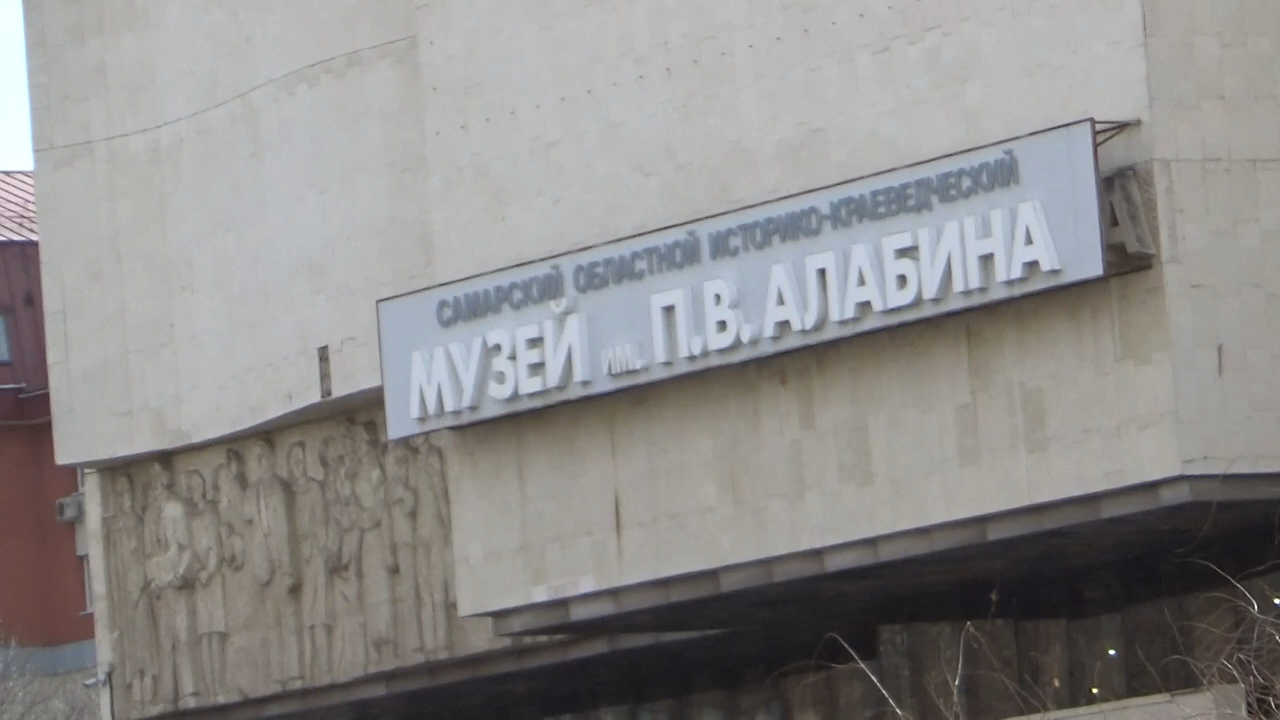 САМАРСКИЙ ОБЛАСТНОЙ ИСТОРИКО-КРАЕВЕДЧЕСКИЙ
МУЗЕЙ ИМ. П.В. АЛАБИНА
А